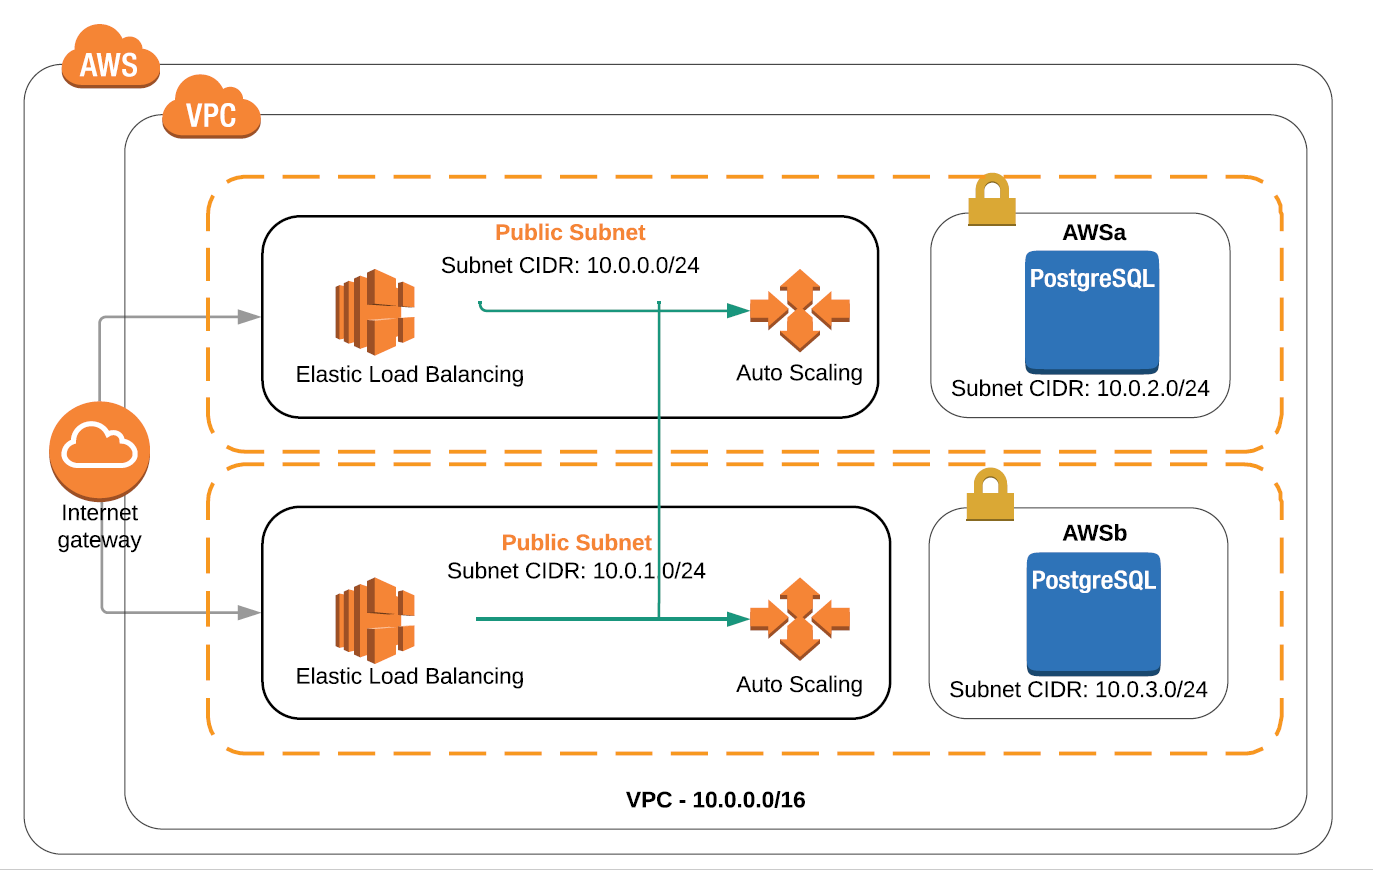 AWS
VPC
Public Subnet
Subnet CIDR: 10.0.0.0/24
Elastic Load Balancing
Auto Scaling
AWSa
PostgreSQL
Subnet CIDR: 10.0.2.0/24
Internet
gateway
Public Subnet
Subnet CIDR: 10.0.1.0/24
Elastic Load Balancing
Auto Scaling
AWSb
PostgreSQL
Subnet CIDR: 10.0.3.0/24
VPC - 10.0.0.0/16